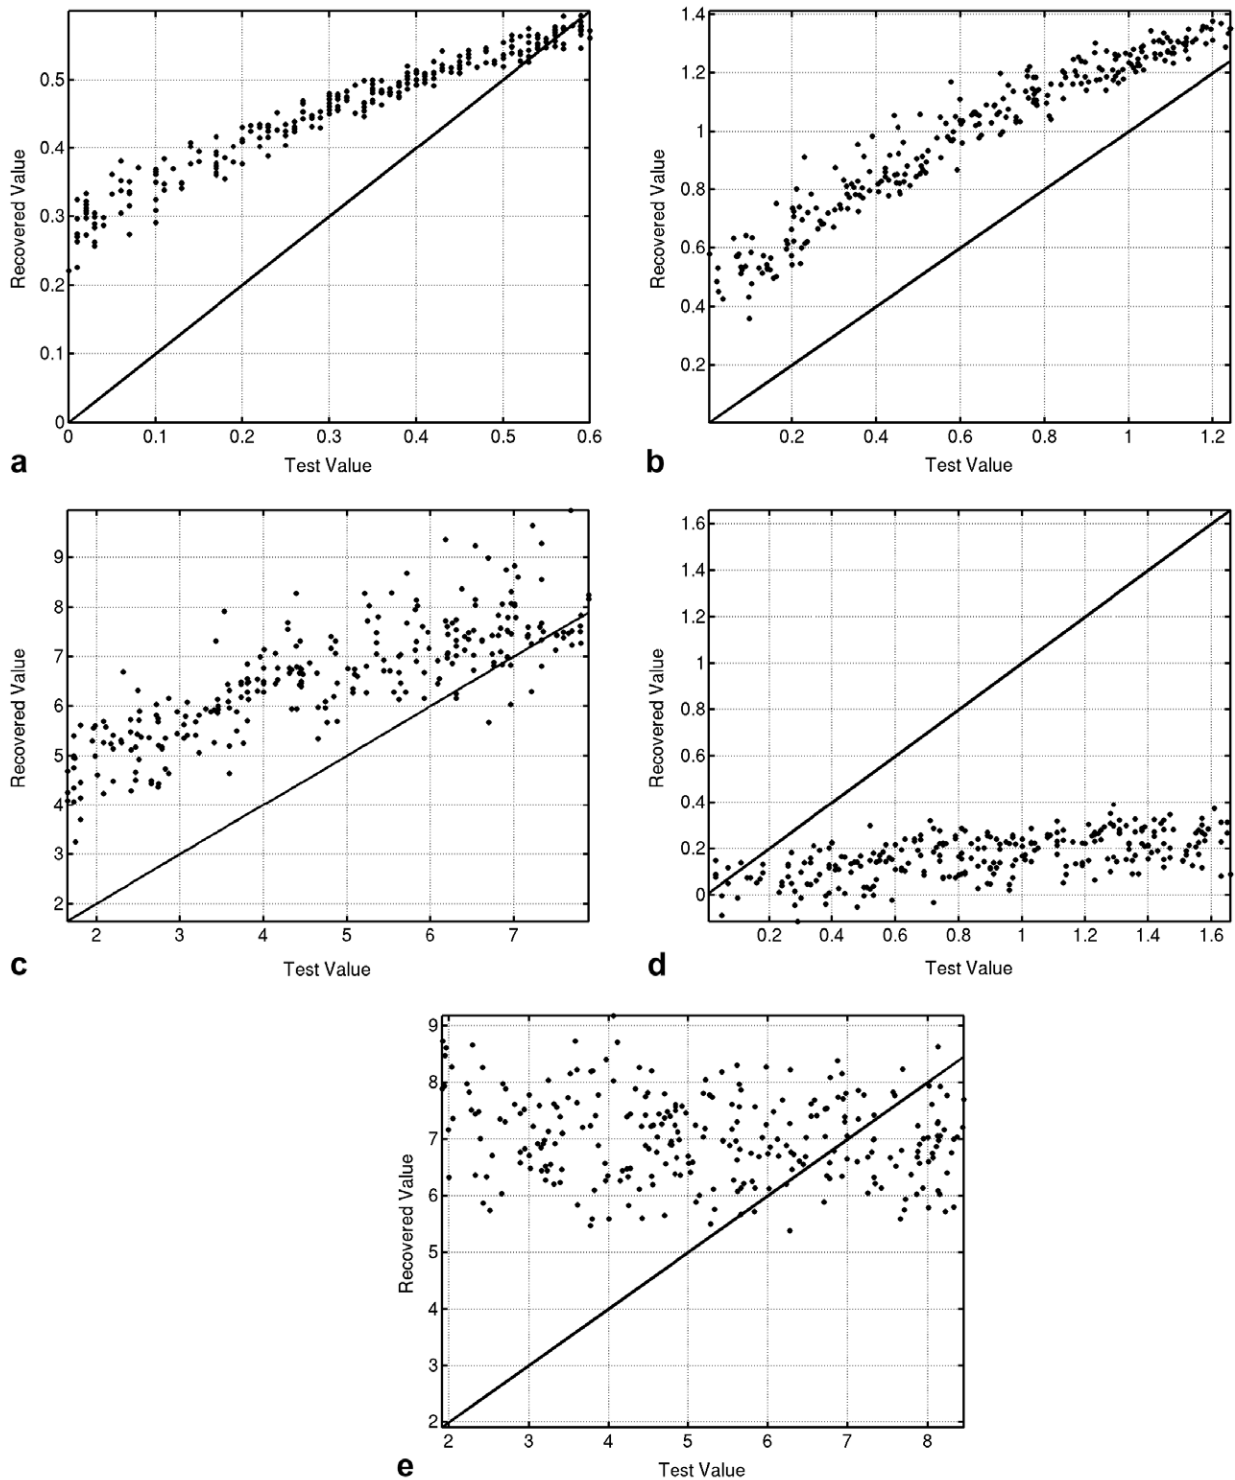 0.5
0.4
0.3
0.2
0.1
0
0 0.1 0.2 0.3 0.4 0.5 0.6
Recovered Value
Test Value
a
1.4
1.2
1
0.8
0.6
0.4
0.2
0.2 0.4 0.6 0.8 1 1.2
Recovered Value
Test Value
b
9
8
7
6
5
4
3
2
2 3 4 5 6 7
Recovered Value
Test Value
c
1.6
1.4
1.2
1
0.8
0.6
0.4
0.2
0
0.2 0.4 0.6 0.8 1 1.2 1.4 1.6
Recovered Value
Test Value
d
9
8
7
6
5
4
3
2
2 3 4 5 6 7 8
Recovered Value
Test Value
e